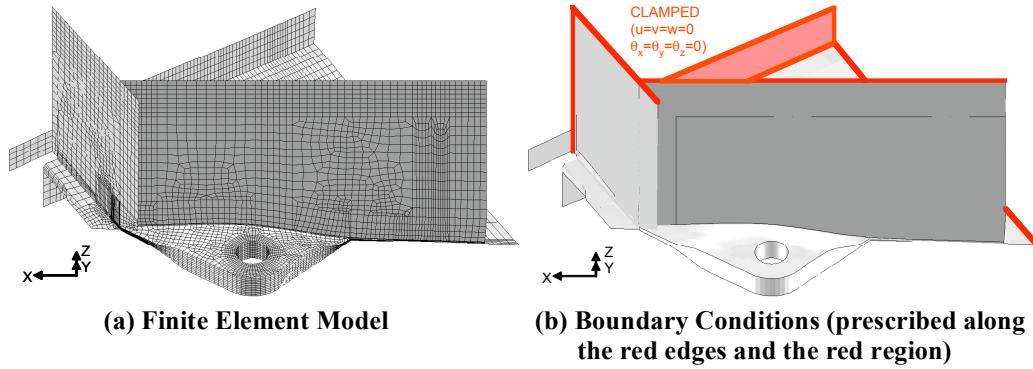 CLAMPED
(u=v=w=0
θx=θy=θz=0)
Z
Y
X
Z
Y
X
(a) Finite Element Model
(b) Boundary Conditions (prescribed along
the red edges and the red region)